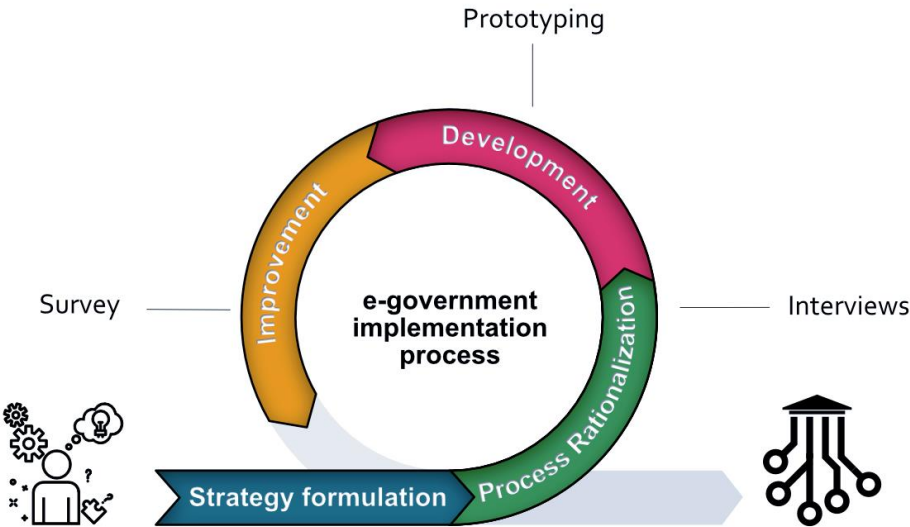 Prototyping
Development
Improvement
Survey
e-government
implementation
process
Interviews
Process Rationalization
?
?
Strategy formulation